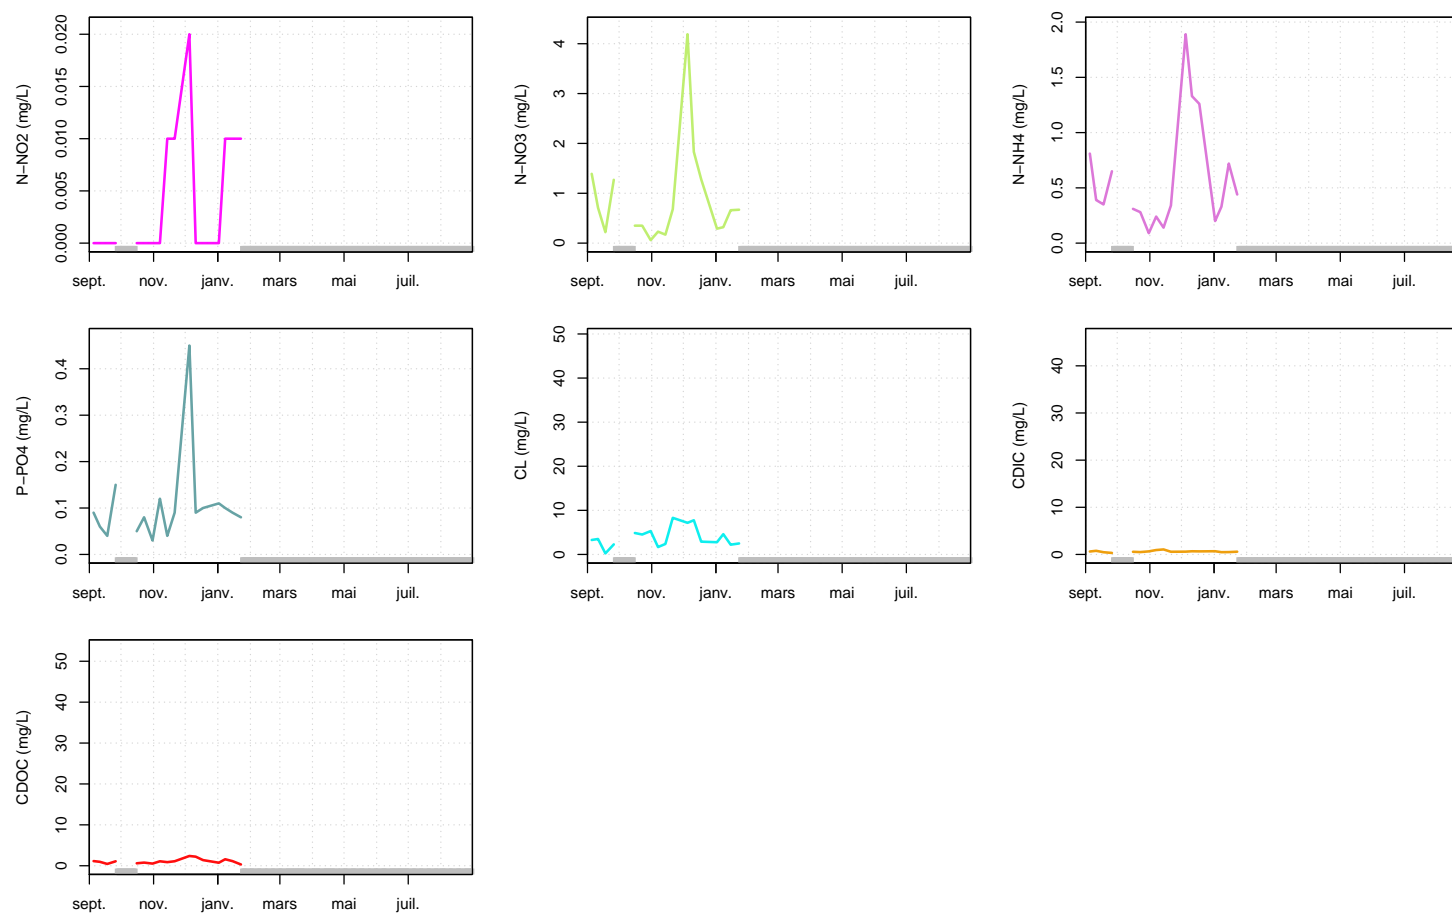 N−NO2 (mg/L)
0.000 0.005 0.010 0.015 0.020
sept. nov. janv. mars mai juil.
N−NO3 (mg/L)
0 1 2 3 4
sept. nov. janv. mars mai juil.
N−NH4 (mg/L)
0.0 0.5 1.0 1.5 2.0
sept. nov. janv. mars mai juil.
P−PO4 (mg/L)
0.0 0.1 0.2 0.3 0.4
sept. nov. janv. mars mai juil.
CL (mg/L)
0 10 20 30 40 50
sept. nov. janv. mars mai juil.
CDIC (mg/L)
0 10 20 30 40
sept. nov. janv. mars mai juil.
CDOC (mg/L)
0 10 20 30 40 50
sept. nov. janv. mars mai juil.